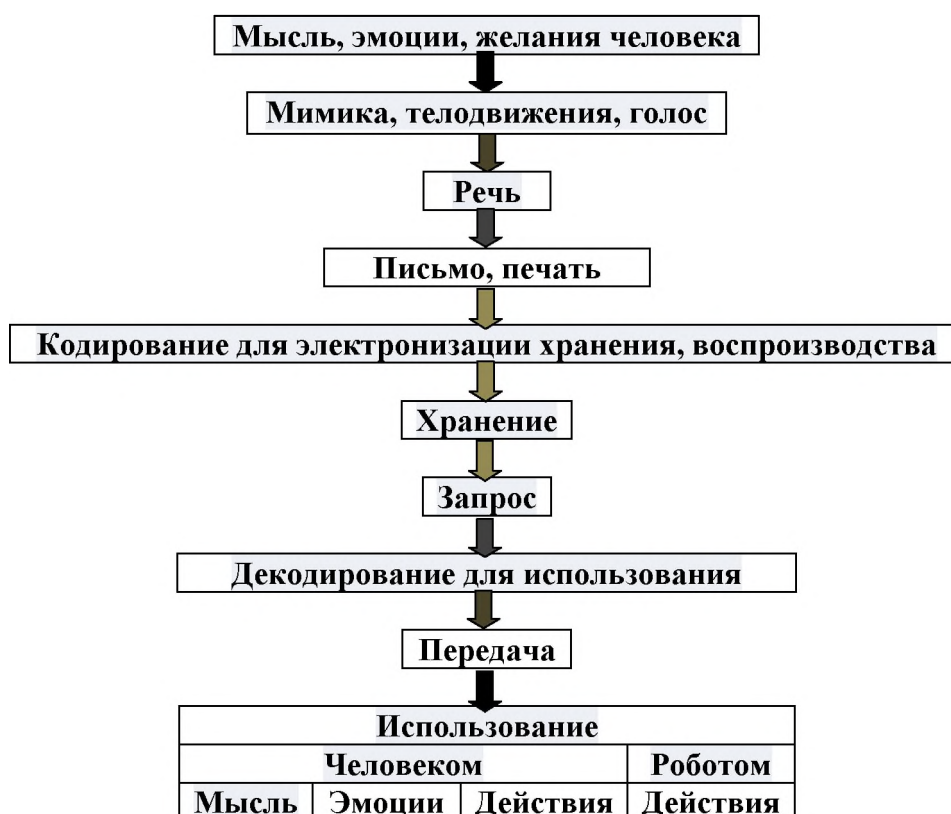 Мысль, эмоции, желания человека
Мимика, телодвижения, голос
Речь
Письмо, печать
Кодирование для электронизации хранения, воспроизводства
Хранение
Запрос
Декодирование для использования
Передача
Использование
Человеком Роботом
Мысль Эмоции Действия Действия